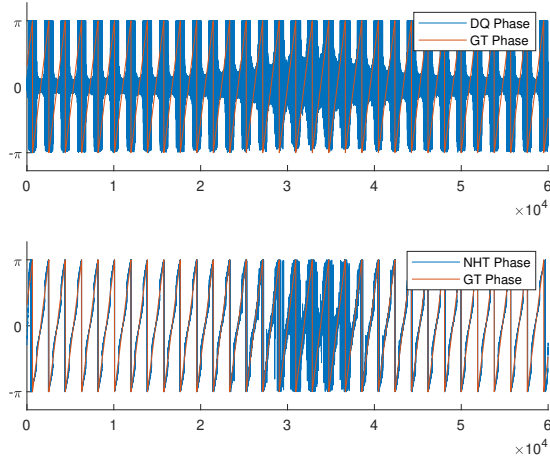 π
DQ Phase
GT Phase
0
-π
0 1 2 3 4 5 6
×10⁴
π
NHT Phase
GT Phase
0
-π
0 1 2 3 4 5 6
×10⁴